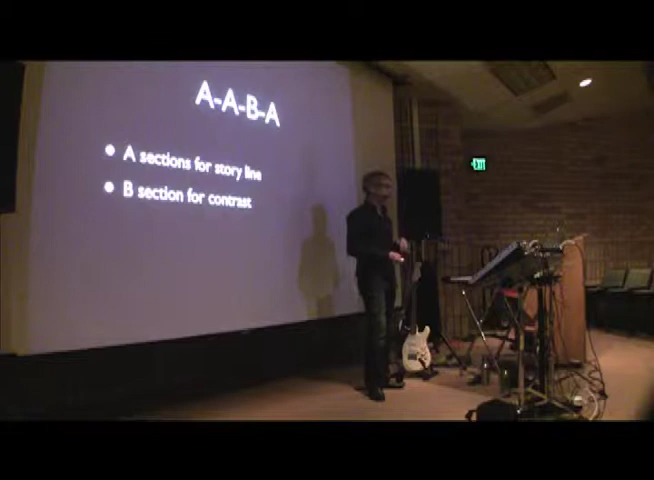 A-A-B-A
A sections for story line
B section for contrast
EXIT